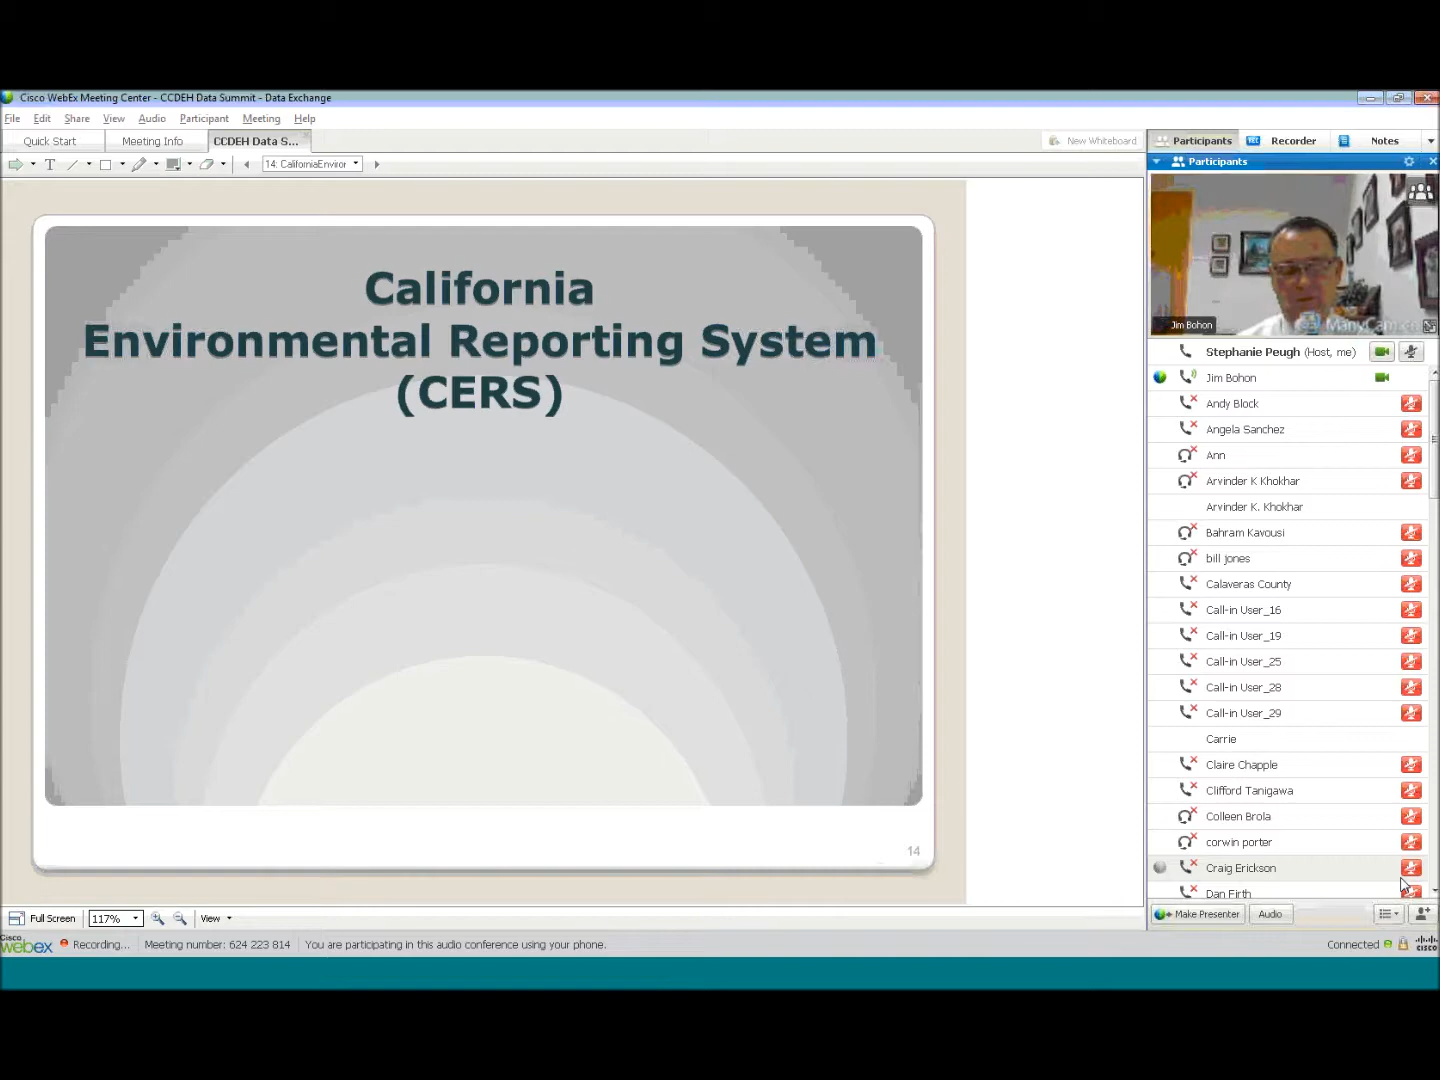 Cisco WebEx Meeting Center - CCDEH Data Summit - Data Exchange
File Edit Share View Audio Participant Meeting Help
Quick Start Meeting Info CCDEH Data S... New Whiteboard
14: CaliforniaEnviror
Participants Recorder Notes
Participants
Jim Bohon
ManyCam
California
Environmental Reporting System
(CERS)
14
Stephanie Peugh (Host, me)
Jim Bohon
Andy Block
Angela Sanchez
Ann
Arvinder K Khokhar
Arvinder K. Khokhar
Bahram Kavousi
bill jones
Calaveras County
Call-in User_16
Call-in User_19
Call-in User_25
Call-in User_28
Call-in User_29
Carrie
Claire Chapple
Clifford Tanigawa
Colleen Brola
corwin porter
Craig Erickson
Dan Firth
Make Presenter Audio
Full Screen 117% View
Cisco webex Recording... Meeting number: 624 223 814 You are participating in this audio conference using your phone. Connected cisco